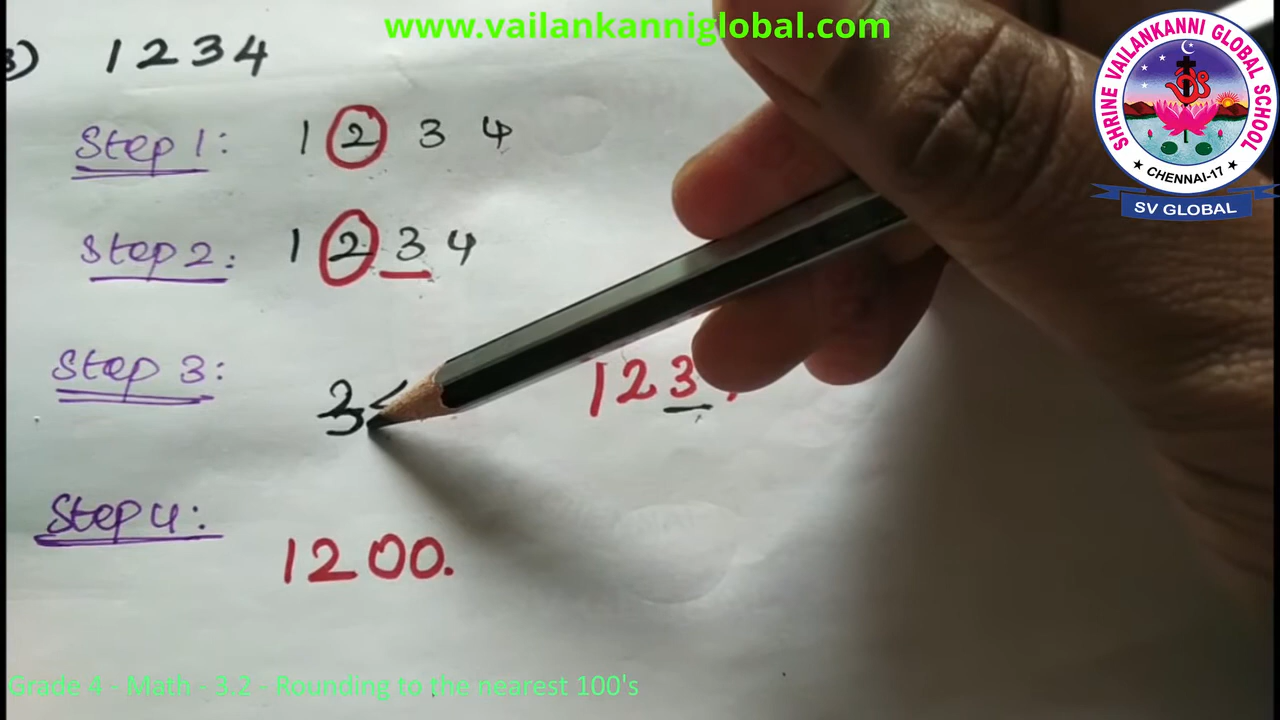 www.vailankanniglobal.com
SHRINE VAILANKANNI GLOBAL SCHOOL
★ CHENNAI-17 ★
SV GLOBAL
3) 1234
Step 1: 1 2 3 4
Step 2: 1 2 3 4
Step 3: 3 < 123
Step 4:
1200.
Grade 4 - Math - 3.2 - Rounding to the nearest 100's